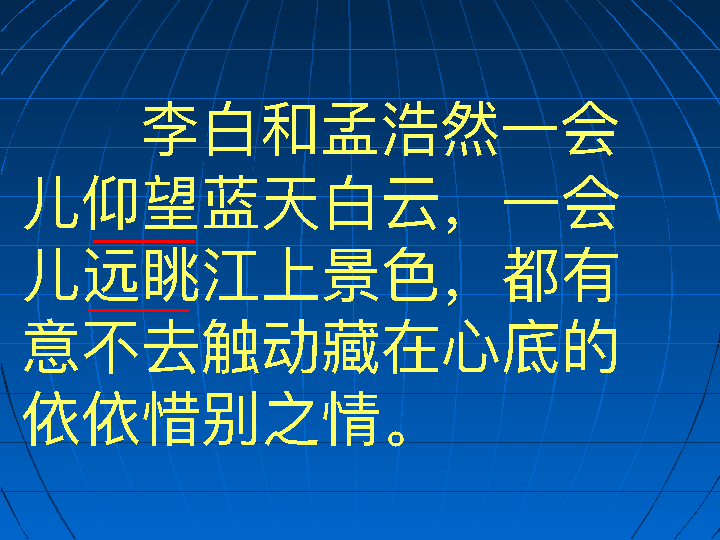 李白和孟浩然一会
儿仰望蓝天白云，一会
儿远眺江上景色，都有
意不去触动藏在心底的
依依惜别之情。